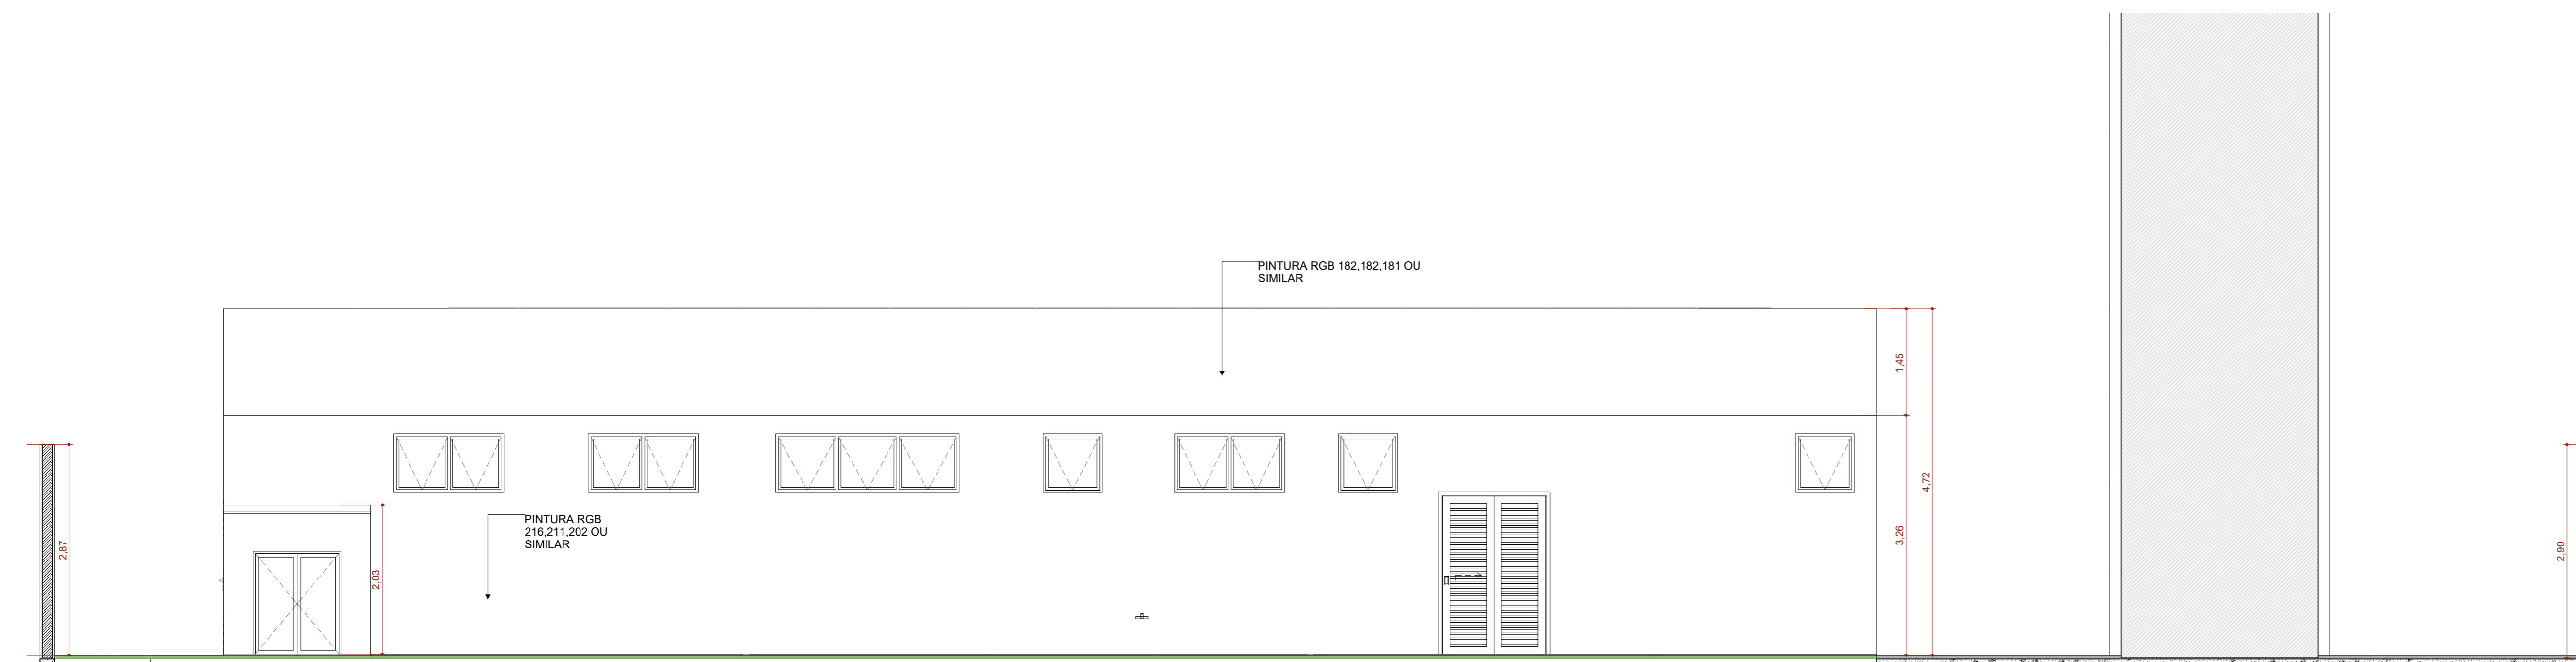 PINTURA RGB 182,182,181 OU
SIMILAR
1,45
4,72
3,26
2,87
2,03
PINTURA RGB
216,211,202 OU
SIMILAR
2,90